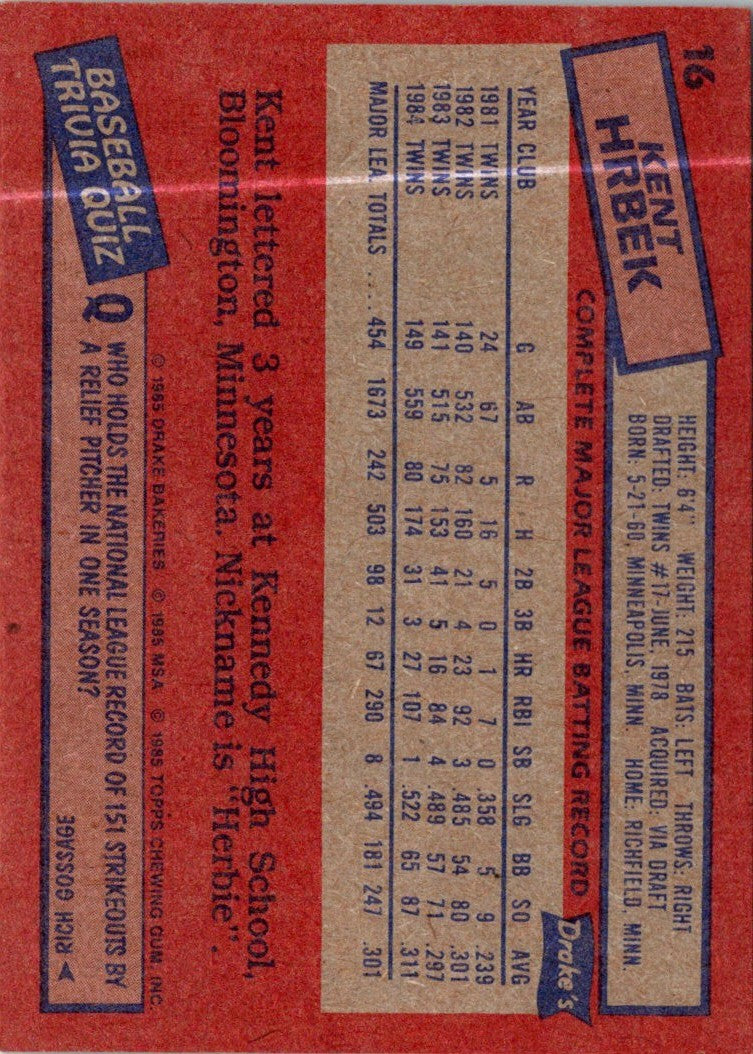 16
KENT
HRBEK
HEIGHT: 6'4" WEIGHT: 215 BATS: LEFT THROWS: RIGHT
DRAFTED: TWINS #17-JUNE, 1978 ACQUIRED: VIA DRAFT
BORN: 5-21-60, MINNEAPOLIS, MINN. HOME: RICHFIELD, MINN.
COMPLETE MAJOR LEAGUE BATTING RECORD
Drake's
YEAR CLUB G AB R H 2B 3B HR RBI SB SLG BB SO AVG
1981 TWINS 24 67 5 16 5 0 1 7 0 .358 5 9 .239
1982 TWINS 140 532 82 160 21 4 23 92 3 .485 54 80 .301
1983 TWINS 141 515 75 153 41 5 16 84 4 .489 57 71 .297
1984 TWINS 149 559 80 174 31 3 27 107 1 .522 65 87 .311
MAJOR LEA. TOTALS .... 454 1673 242 503 98 12 67 290 8 .494 181 247 .301
Kent lettered 3 years at Kennedy High School,
Bloomington, Minnesota. Nickname is "Herbie".
© 1985 DRAKE BAKERIES © 1985 MSA © 1985 TOPPS CHEWING GUM, INC.
BASEBALL
TRIVIA QUIZ
Q WHO HOLDS THE NATIONAL LEAGUE RECORD OF 151 STRIKEOUTS BY
A RELIEF PITCHER IN ONE SEASON?
A RICH GOSSAGE